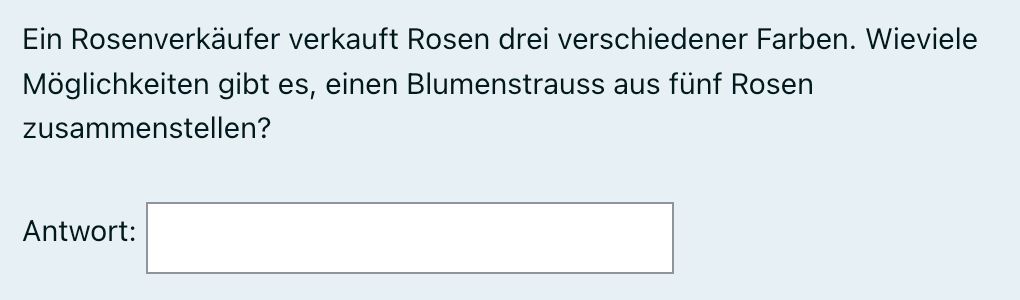 Ein Rosenverkäufer verkauft Rosen drei verschiedener Farben. Wieviele
Möglichkeiten gibt es, einen Blumenstrauss aus fünf Rosen
zusammenstellen?
Antwort: